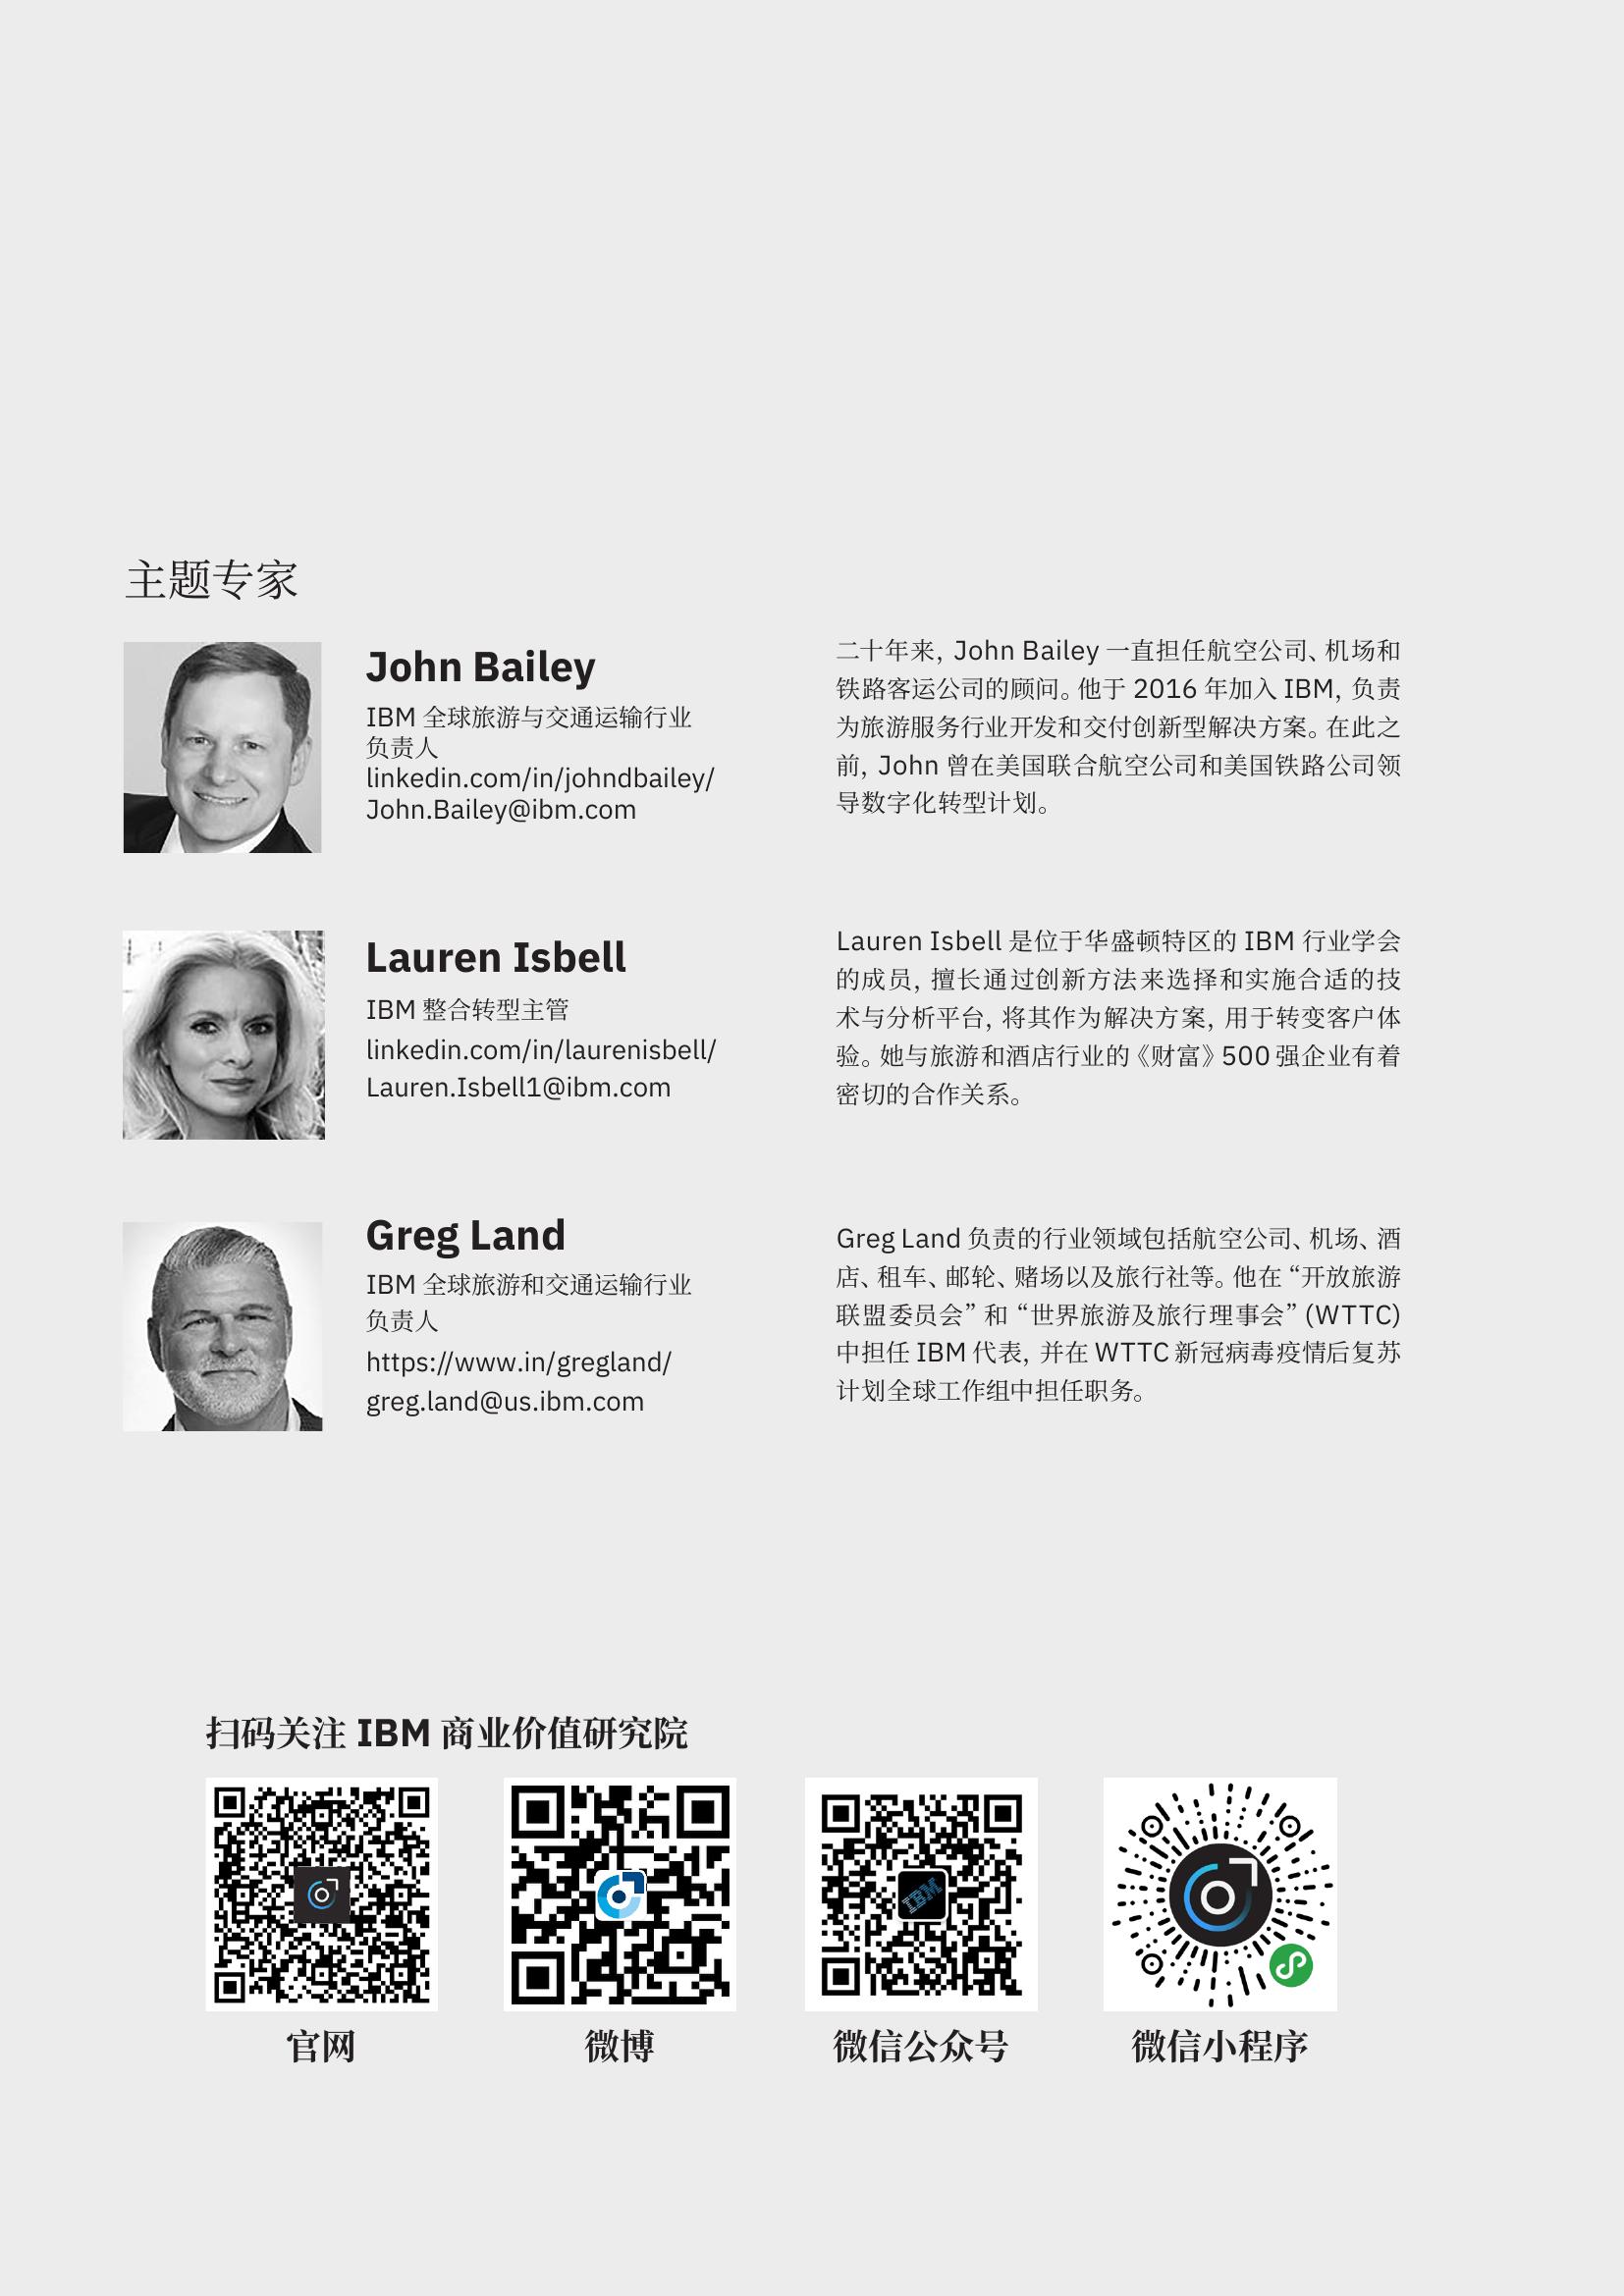 主题专家
John Bailey
IBM 全球旅游与交通运输行业
负责人
linkedin.com/in/johndbailey/
John.Bailey@ibm.com
二十年来, John Bailey 一直担任航空公司、机场和
铁路客运公司的顾问。他于 2016 年加入 IBM, 负责
为旅游服务行业开发和交付创新型解决方案。在此之
前, John 曾在美国联合航空公司和美国铁路公司领
导数字化转型计划。
Lauren Isbell
IBM 整合转型主管
linkedin.com/in/laurenisbell/
Lauren.Isbell1@ibm.com
Lauren Isbell 是位于华盛顿特区的 IBM 行业学会
的成员, 擅长通过创新方法来选择和实施合适的技
术与分析平台, 将其作为解决方案, 用于转变客户体
验。她与旅游和酒店行业的《财富》500 强企业有着
密切的合作关系。
Greg Land
IBM 全球旅游和交通运输行业
负责人
https://www.in/gregland/
greg.land@us.ibm.com
Greg Land 负责的行业领域包括航空公司、机场、酒
店、租车、邮轮、赌场以及旅行社等。他在 “开放旅游
联盟委员会” 和 “世界旅游及旅行理事会” (WTTC)
中担任 IBM 代表, 并在 WTTC 新冠病毒疫情后复苏
计划全球工作组中担任职务。
扫码关注 IBM 商业价值研究院
IBM
官网
微博
微信公众号
微信小程序